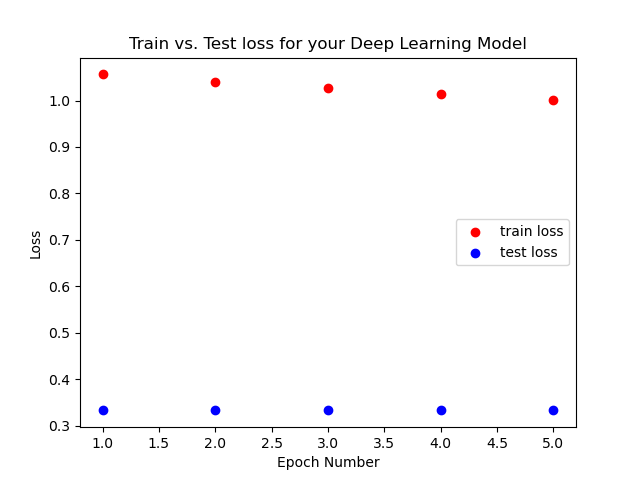 Train vs. Test loss for your Deep Learning Model
1.0
0.9
0.8
0.7
0.6
0.5
0.4
0.3
Loss
train loss
test loss
1.0 1.5 2.0 2.5 3.0 3.5 4.0 4.5 5.0
Epoch Number